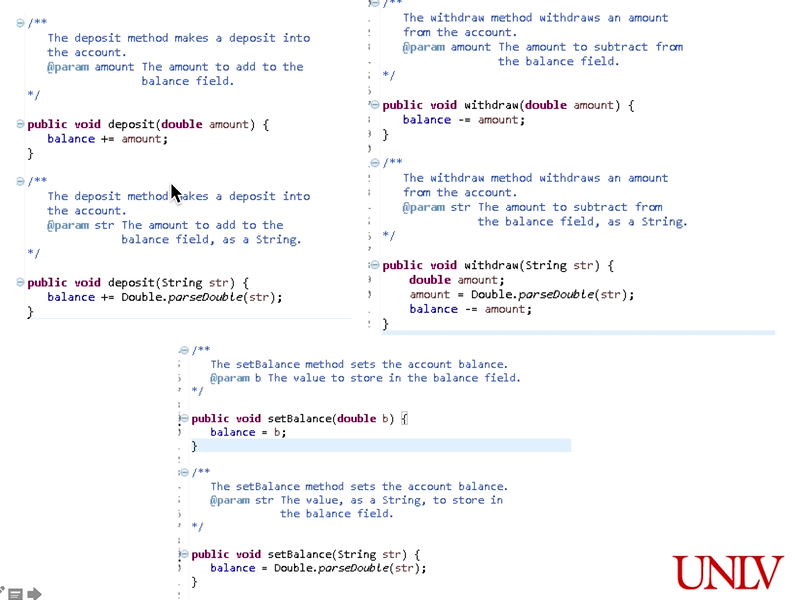 /**
The deposit method makes a deposit into
the account.
@param amount The amount to add to the
balance field.
*/
public void deposit(double amount) {
balance += amount;
}
/**
The deposit method makes a deposit into
the account.
@param str The amount to add to the
balance field, as a String.
*/
public void deposit(String str) {
balance += Double.parseDouble(str);
}
/**
The withdraw method withdraws an amount
from the account.
@param amount The amount to subtract from
the balance field.
*/
public void withdraw(double amount) {
balance -= amount;
}
/**
The withdraw method withdraws an amount
from the account.
@param str The amount to subtract from
the balance field, as a String.
*/
public void withdraw(String str) {
double amount;
amount = Double.parseDouble(str);
balance -= amount;
}
/**
The setBalance method sets the account balance.
@param b The value to store in the balance field.
*/
public void setBalance(double b) {
balance = b;
}
/**
The setBalance method sets the account balance.
@param str The value, as a String, to store in
the balance field.
*/
public void setBalance(String str) {
balance = Double.parseDouble(str);
}
UNLV